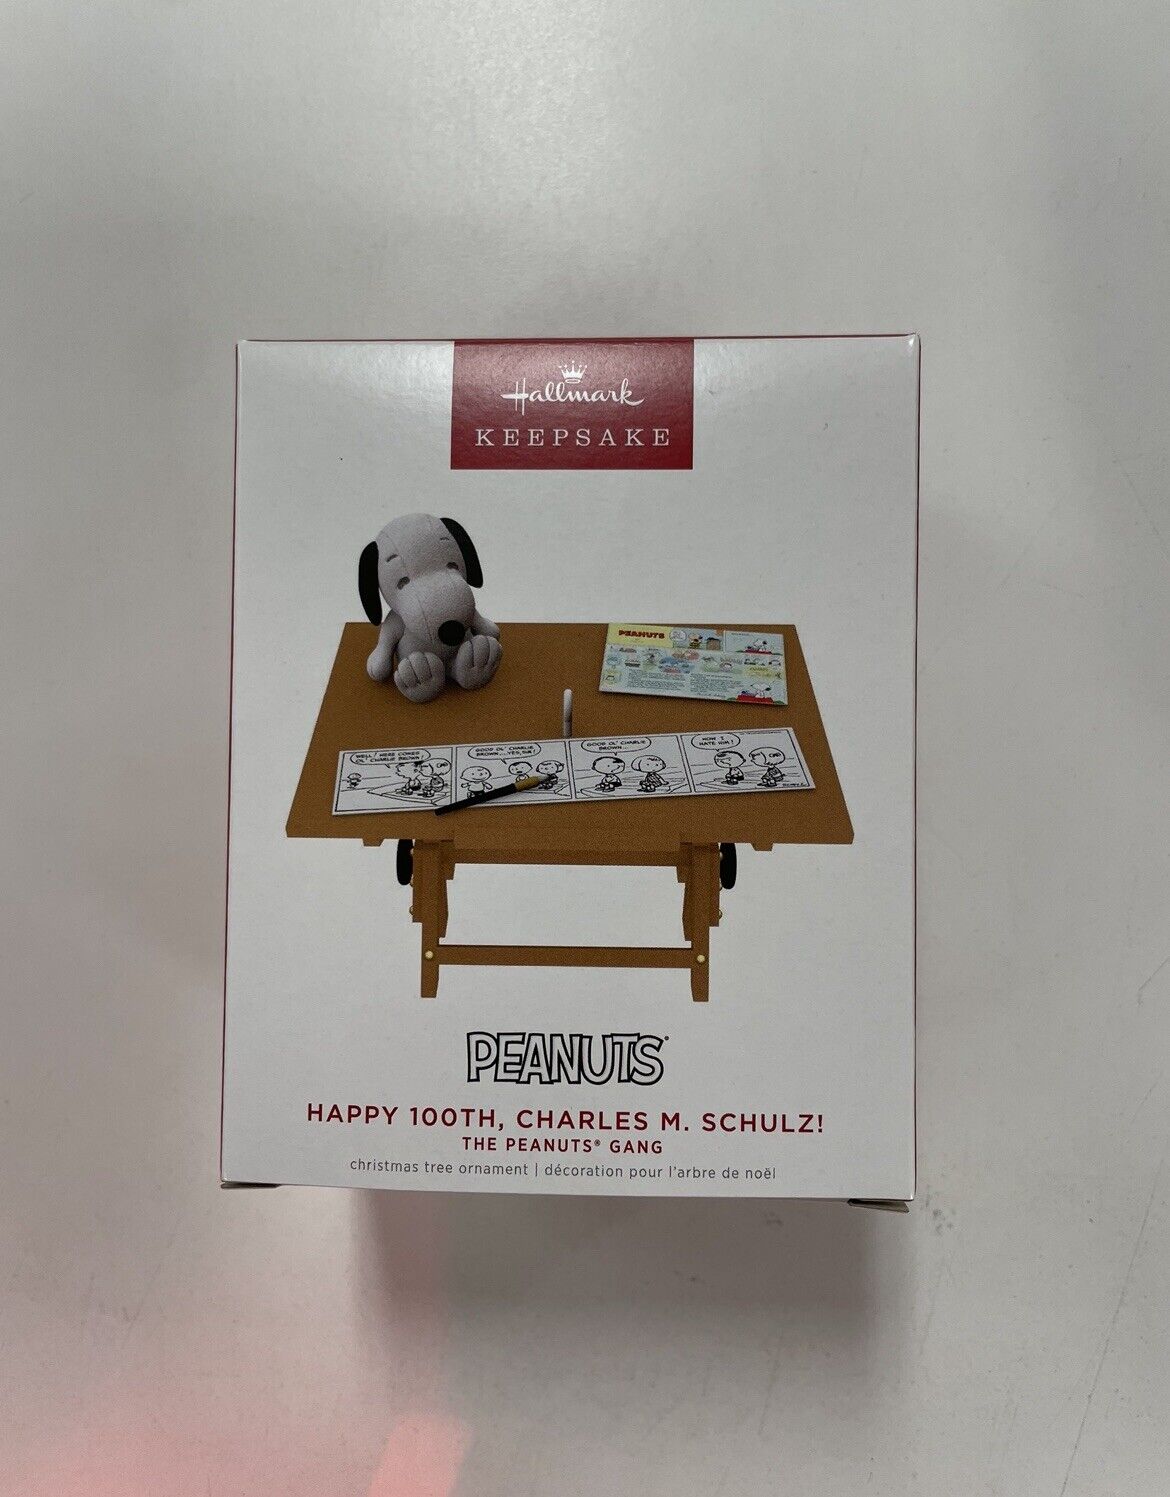 Hallmark
KEEPSAKE
PEANUTS
WELL! HERE COMES
OL' CHARLIE BROWN!
GOOD OL' CHARLIE
BROWN....YES, SIR!
GOOD OL' CHARLIE
BROWN...
HOW I
HATE HIM!
SCHULZ
PEANUTS®
HAPPY 100TH, CHARLES M. SCHULZ!
THE PEANUTS® GANG
christmas tree ornament | décoration pour l'arbre de noël